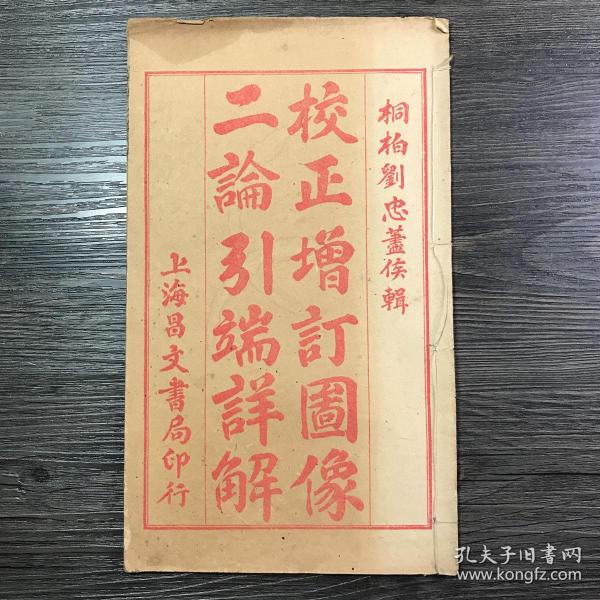 桐柏劉忠藎侯輯
校正增訂圖像
二論引端詳解
上海昌文書局印行
孔夫子旧书网
www.kongfz.com